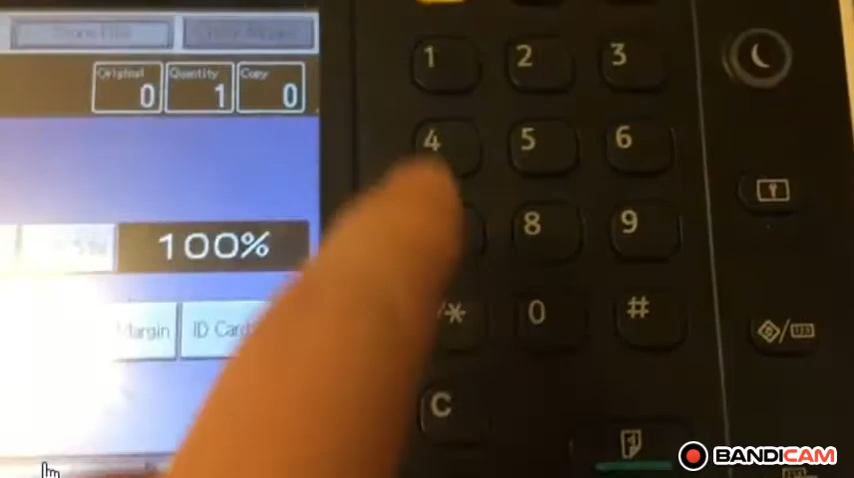 Original Quantity Copy
0 1 0
100%
Margin ID Card
1 2 3
4 5 6
8 9
/* 0 #
C
BANDICAM